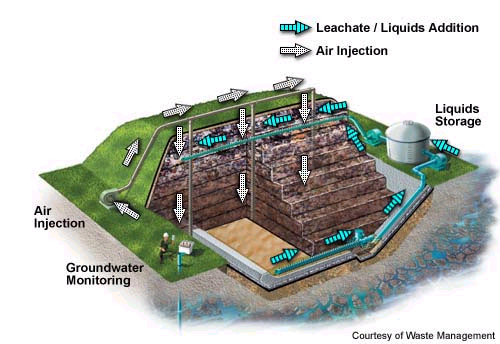 Leachate / Liquids Addition
Air Injection
Liquids
Storage
Air
Injection
Groundwater
Monitoring
Courtesy of Waste Management